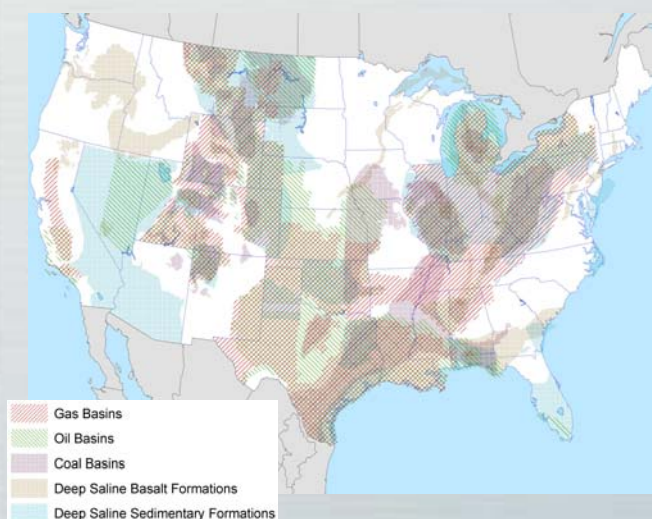 Gas Basins
Oil Basins
Coal Basins
Deep Saline Basalt Formations
Deep Saline Sedimentary Formations